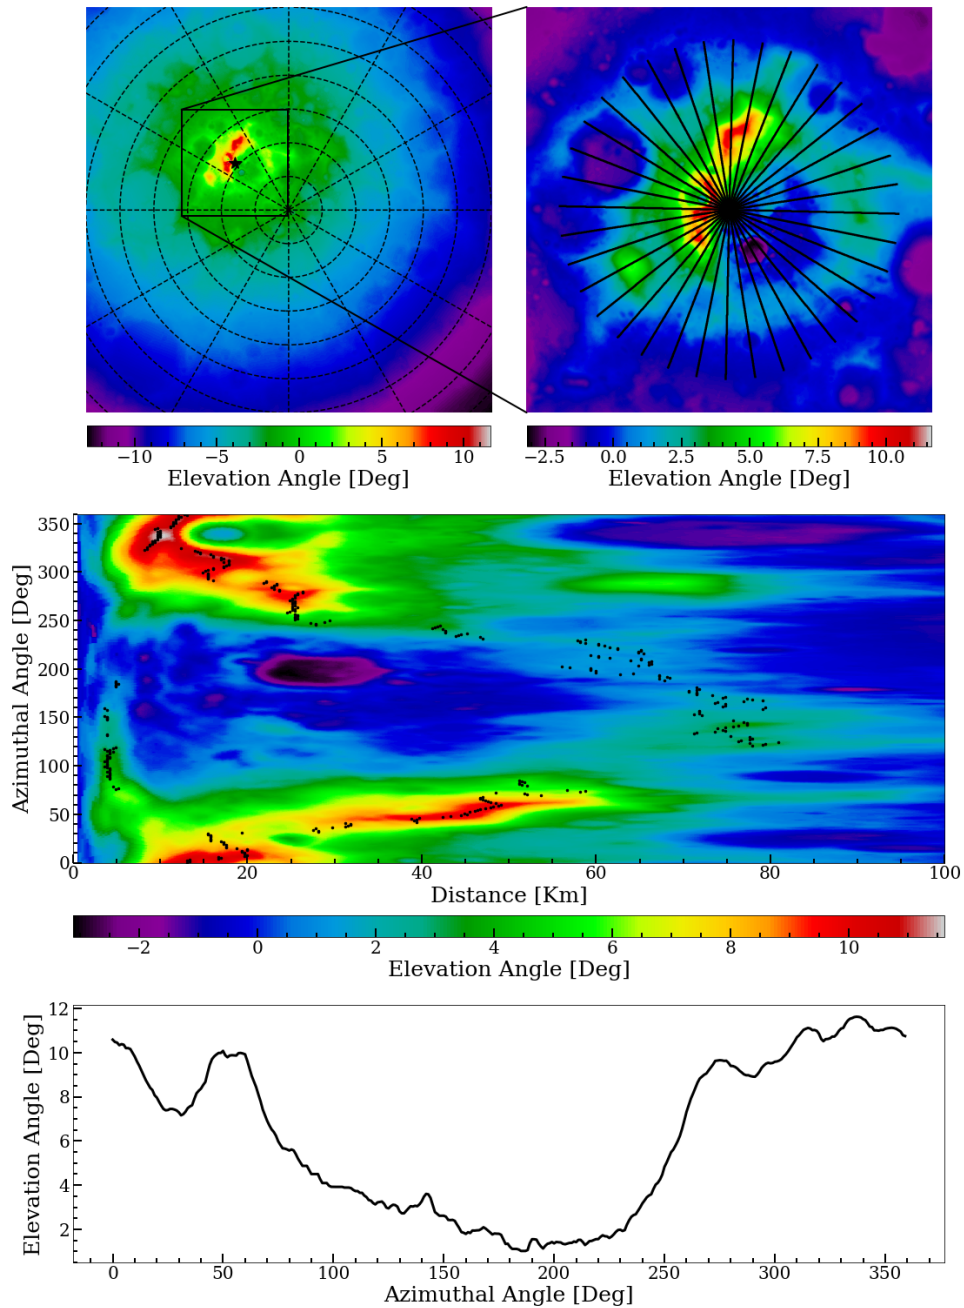 −10 −5 0 5 10
Elevation Angle [Deg]
−2.5 0.0 2.5 5.0 7.5 10.0
Elevation Angle [Deg]
350
300
250
200
150
100
50
0
Azimuthal Angle [Deg]
0 20 40 60 80 100
Distance [Km]
−2 0 2 4 6 8 10
Elevation Angle [Deg]
12
10
8
6
4
2
Elevation Angle [Deg]
0 50 100 150 200 250 300 350
Azimuthal Angle [Deg]